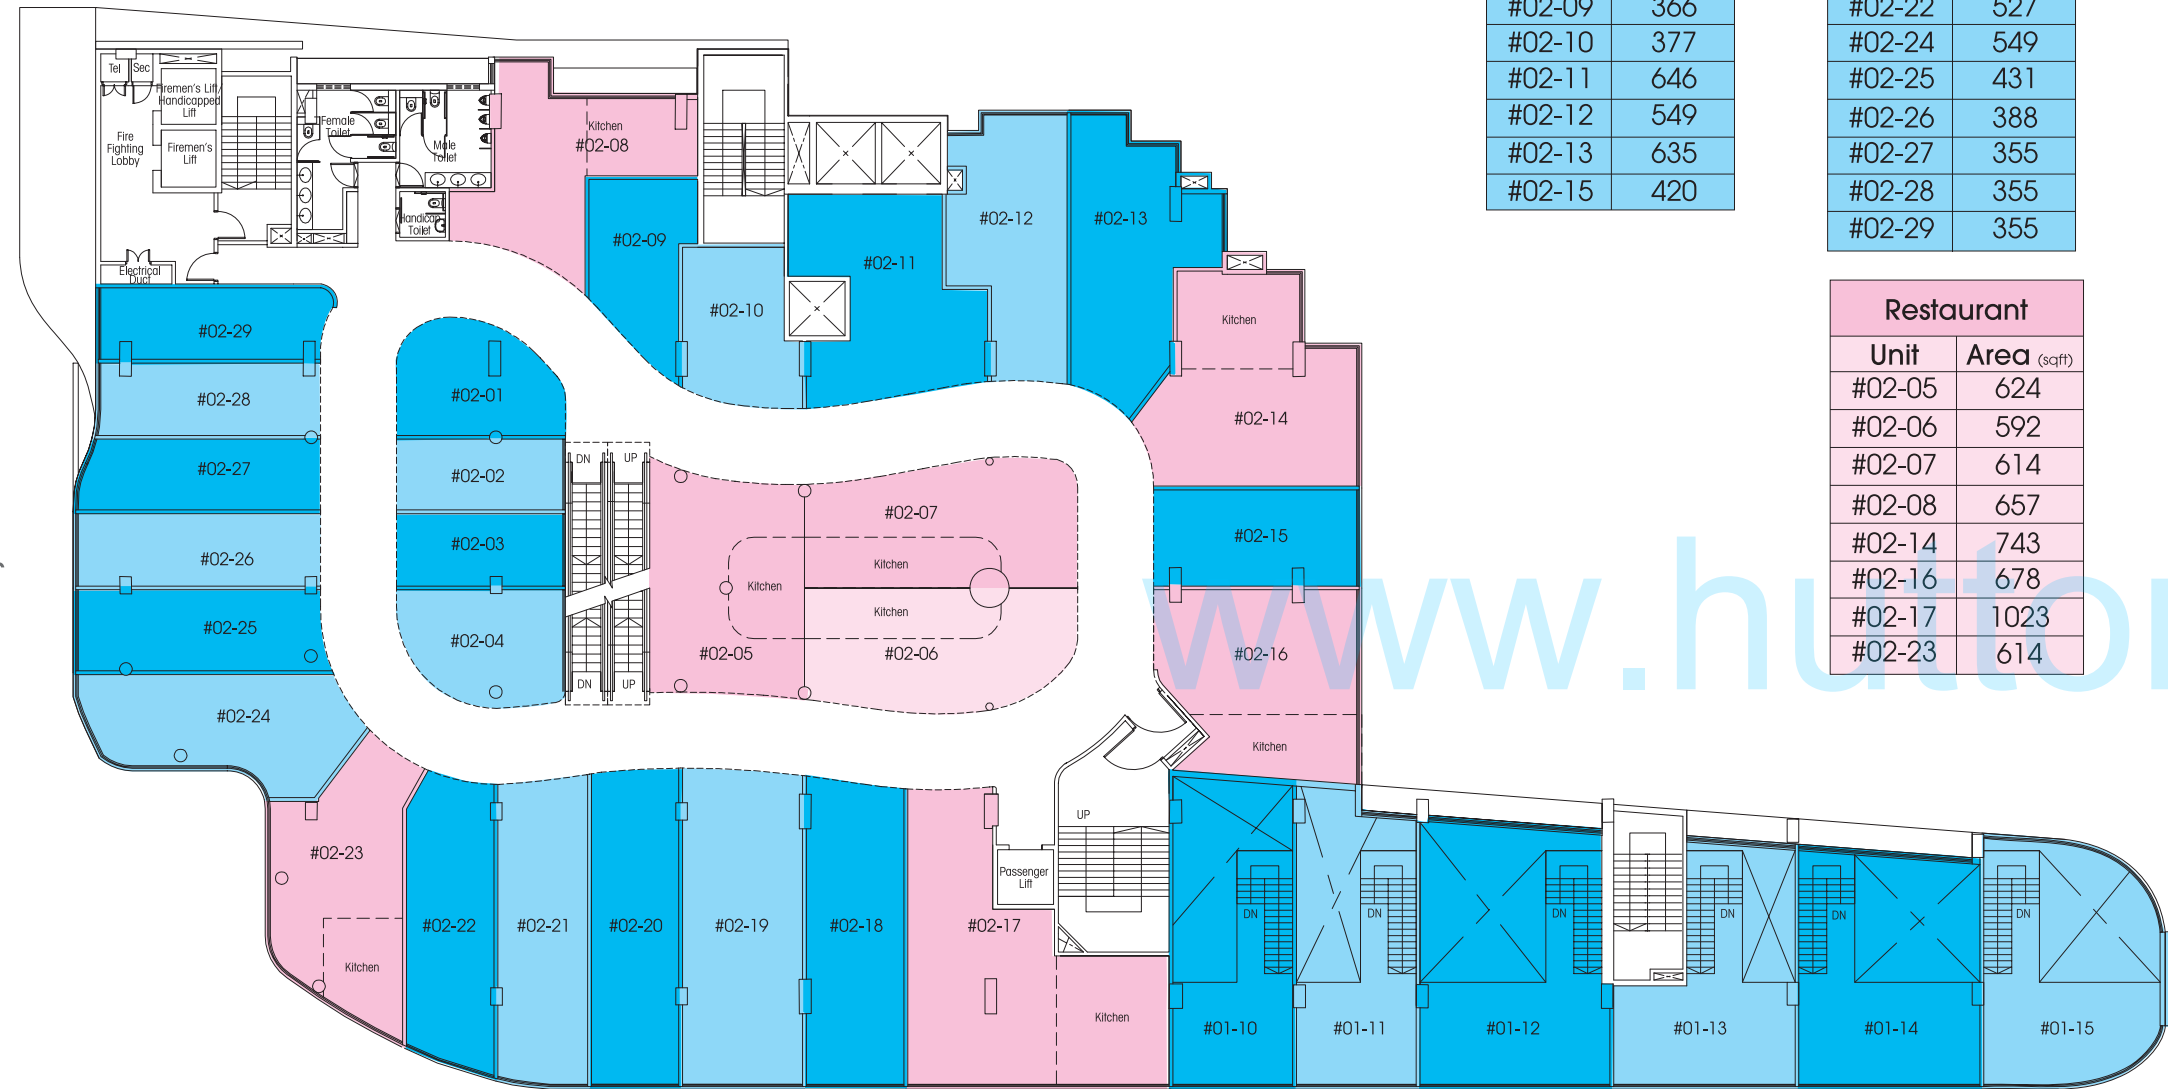 #02-09 366
#02-10 377
#02-11 646
#02-12 549
#02-13 635
#02-15 420
#02-22 527
#02-24 549
#02-25 431
#02-26 388
#02-27 355
#02-28 355
#02-29 355
Restaurant
Unit Area (sqft)
#02-05 624
#02-06 592
#02-07 614
#02-08 657
#02-14 743
#02-16 678
#02-17 1023
#02-23 614
Tel
Sec
Firemen's Lift/
Handicapped
Lift
Fire
Fighting
Lobby
Firemen's
Lift
Female
Toilet
Male
Toilet
Handicap
Toilet
Electrical
Duct
Kitchen
#02-08
#02-09
#02-10
#02-11
#02-12
#02-13
Kitchen
#02-14
#02-15
#02-16
Kitchen
#02-29
#02-28
#02-27
#02-26
#02-25
#02-24
#02-01
#02-02
#02-03
#02-04
DN
UP
DN
UP
#02-07
Kitchen
Kitchen
Kitchen
#02-05
#02-06
#02-23
Kitchen
#02-22
#02-21
#02-20
#02-19
#02-18
#02-17
Kitchen
Passenger
Lift
UP
DN
DN
DN
DN
DN
DN
#01-10
#01-11
#01-12
#01-13
#01-14
#01-15
www.hutton